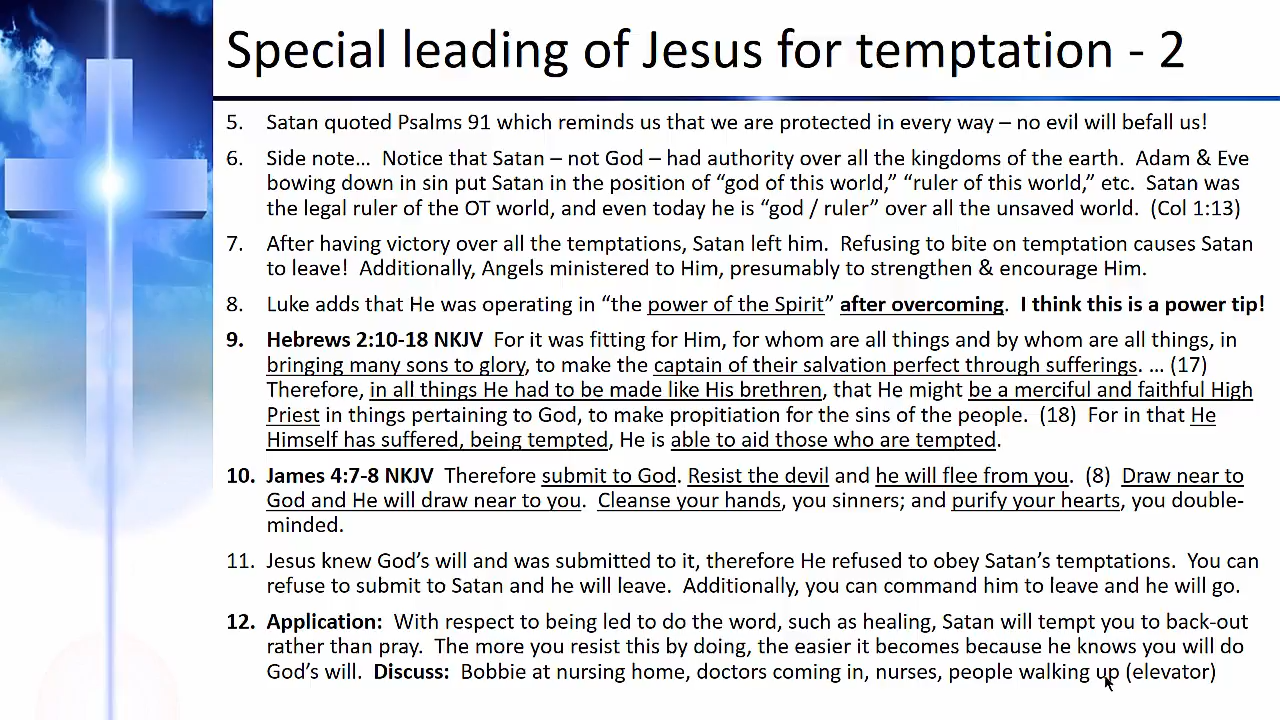 Special leading of Jesus for temptation - 2
5. Satan quoted Psalms 91 which reminds us that we are protected in every way – no evil will befall us!
6. Side note… Notice that Satan – not God – had authority over all the kingdoms of the earth. Adam & Eve
bowing down in sin put Satan in the position of “god of this world,” “ruler of this world,” etc. Satan was
the legal ruler of the OT world, and even today he is “god / ruler” over all the unsaved world. (Col 1:13)
7. After having victory over all the temptations, Satan left him. Refusing to bite on temptation causes Satan
to leave! Additionally, Angels ministered to Him, presumably to strengthen & encourage Him.
8. Luke adds that He was operating in “the power of the Spirit” after overcoming. I think this is a power tip!
9. Hebrews 2:10-18 NKJV For it was fitting for Him, for whom are all things and by whom are all things, in
bringing many sons to glory, to make the captain of their salvation perfect through sufferings. … (17)
Therefore, in all things He had to be made like His brethren, that He might be a merciful and faithful High
Priest in things pertaining to God, to make propitiation for the sins of the people. (18) For in that He
Himself has suffered, being tempted, He is able to aid those who are tempted.
10. James 4:7-8 NKJV Therefore submit to God. Resist the devil and he will flee from you. (8) Draw near to
God and He will draw near to you. Cleanse your hands, you sinners; and purify your hearts, you double-
minded.
11. Jesus knew God’s will and was submitted to it, therefore He refused to obey Satan’s temptations. You can
refuse to submit to Satan and he will leave. Additionally, you can command him to leave and he will go.
12. Application: With respect to being led to do the word, such as healing, Satan will tempt you to back-out
rather than pray. The more you resist this by doing, the easier it becomes because he knows you will do
God’s will. Discuss: Bobbie at nursing home, doctors coming in, nurses, people walking up (elevator)